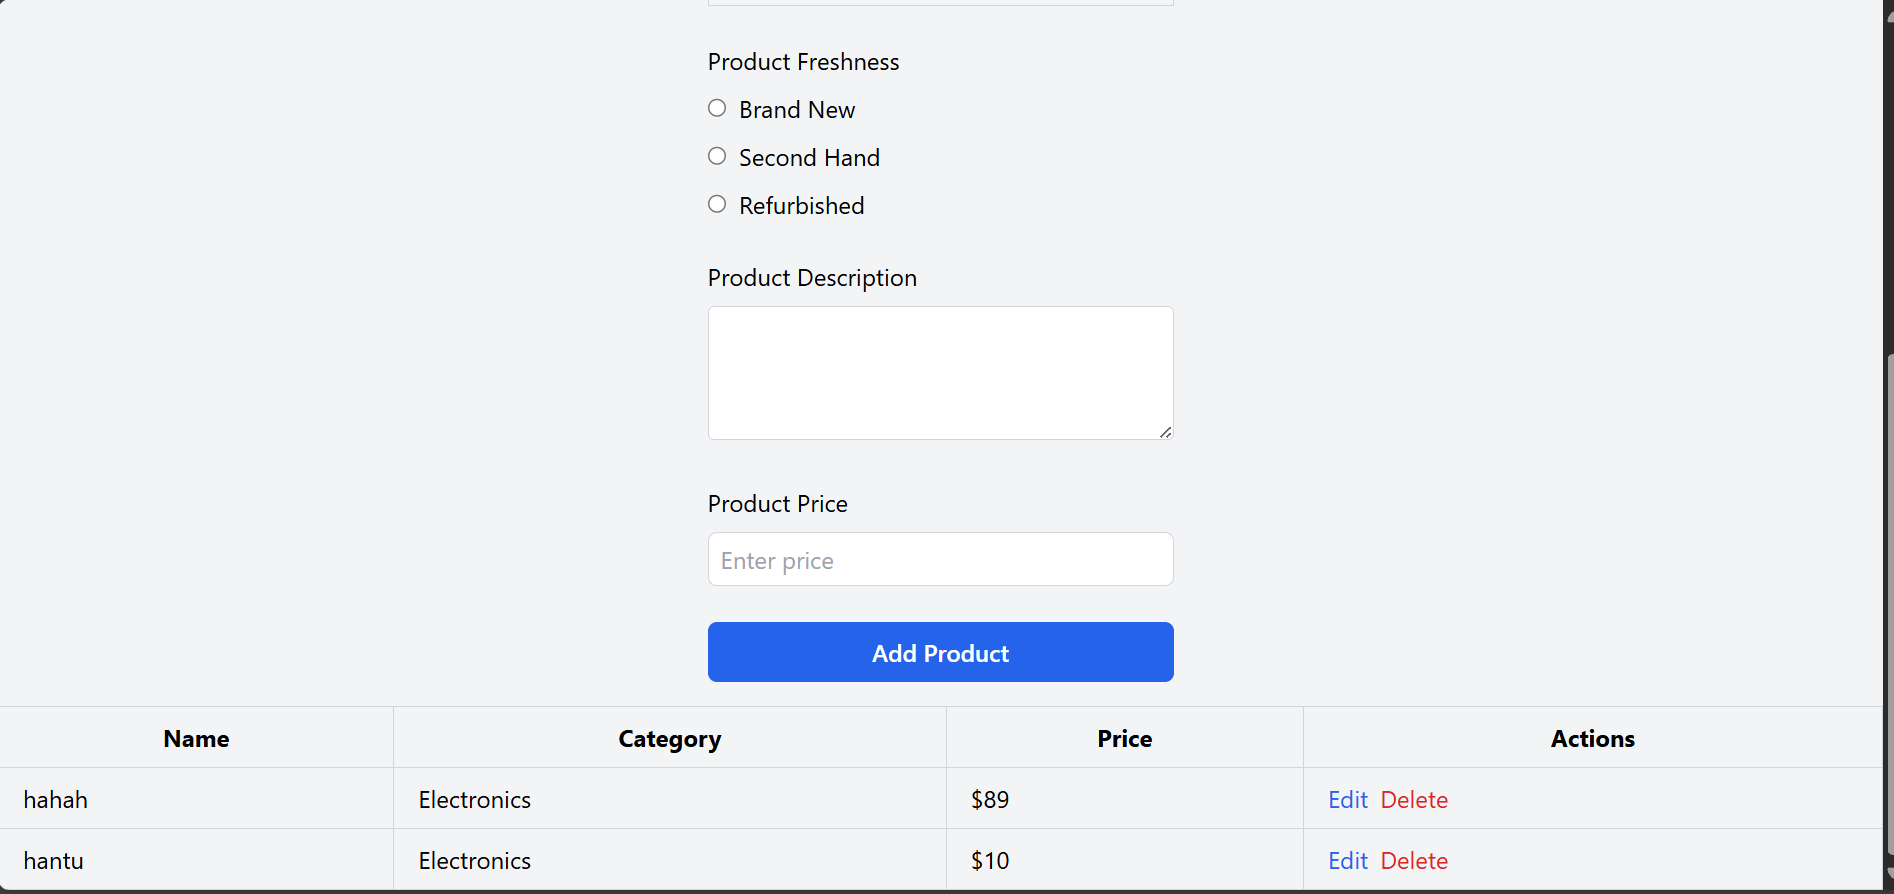 Product Freshness
Brand New
Second Hand
Refurbished
Product Description
Product Price
Enter price
Add Product
Name Category Price Actions
hahah Electronics $89 Edit Delete
hantu Electronics $10 Edit Delete